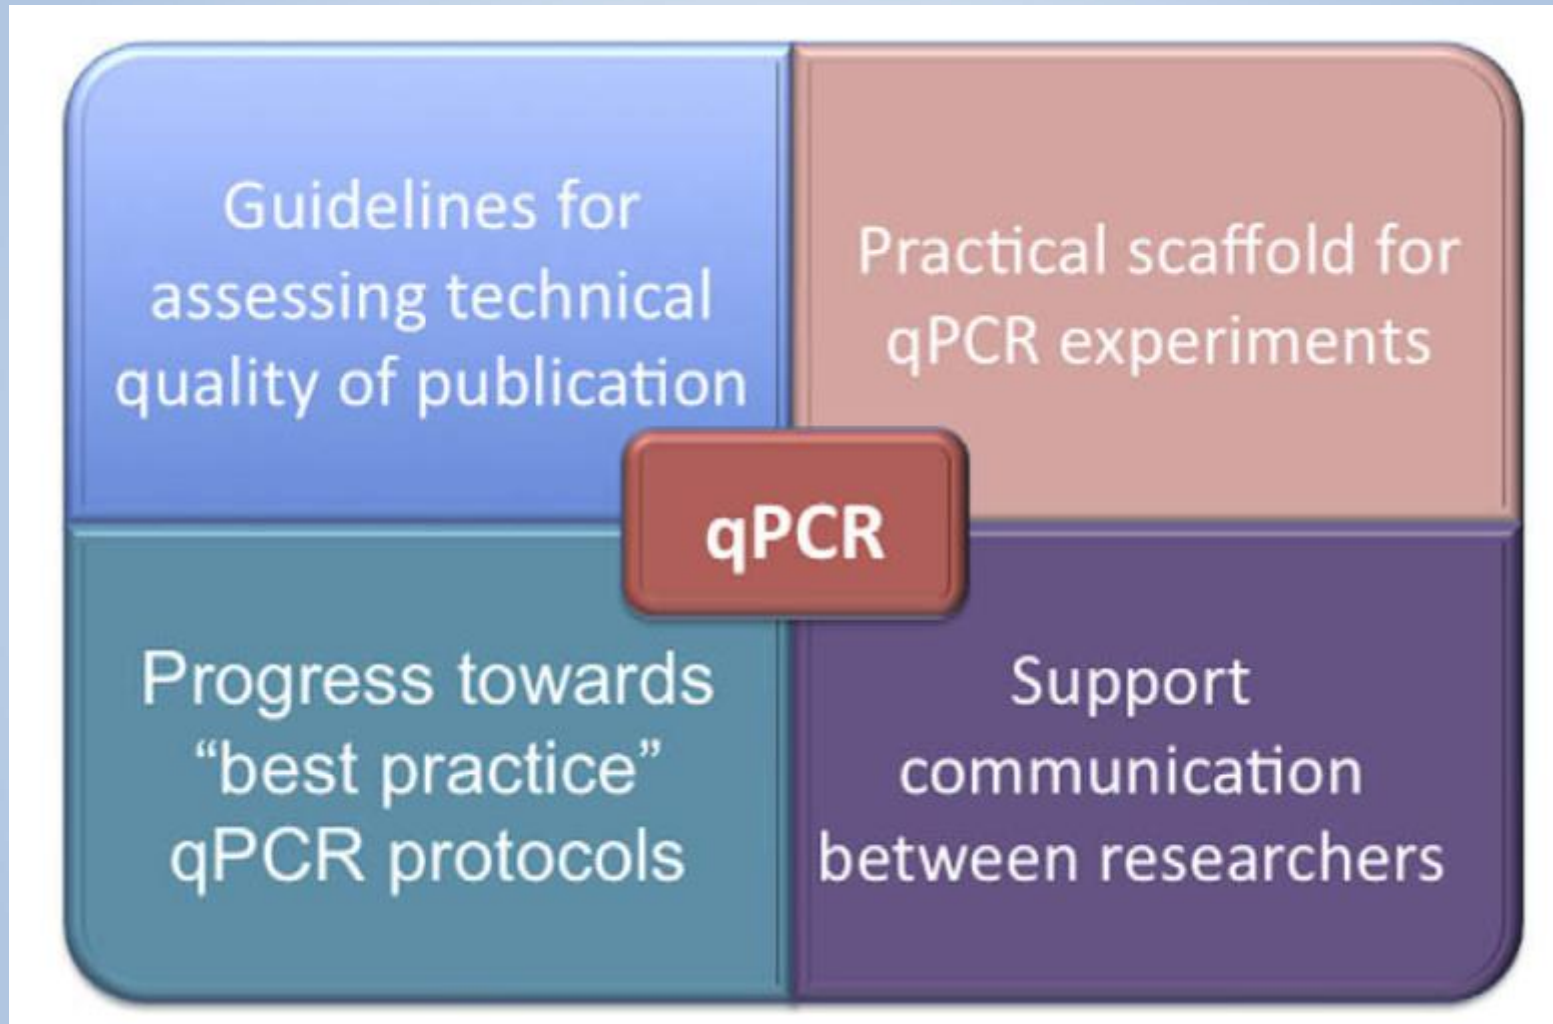 Guidelines for
assessing technical
quality of publication
Practical scaffold for
qPCR experiments
qPCR
Progress towards
“best practice”
qPCR protocols
Support
communication
between researchers